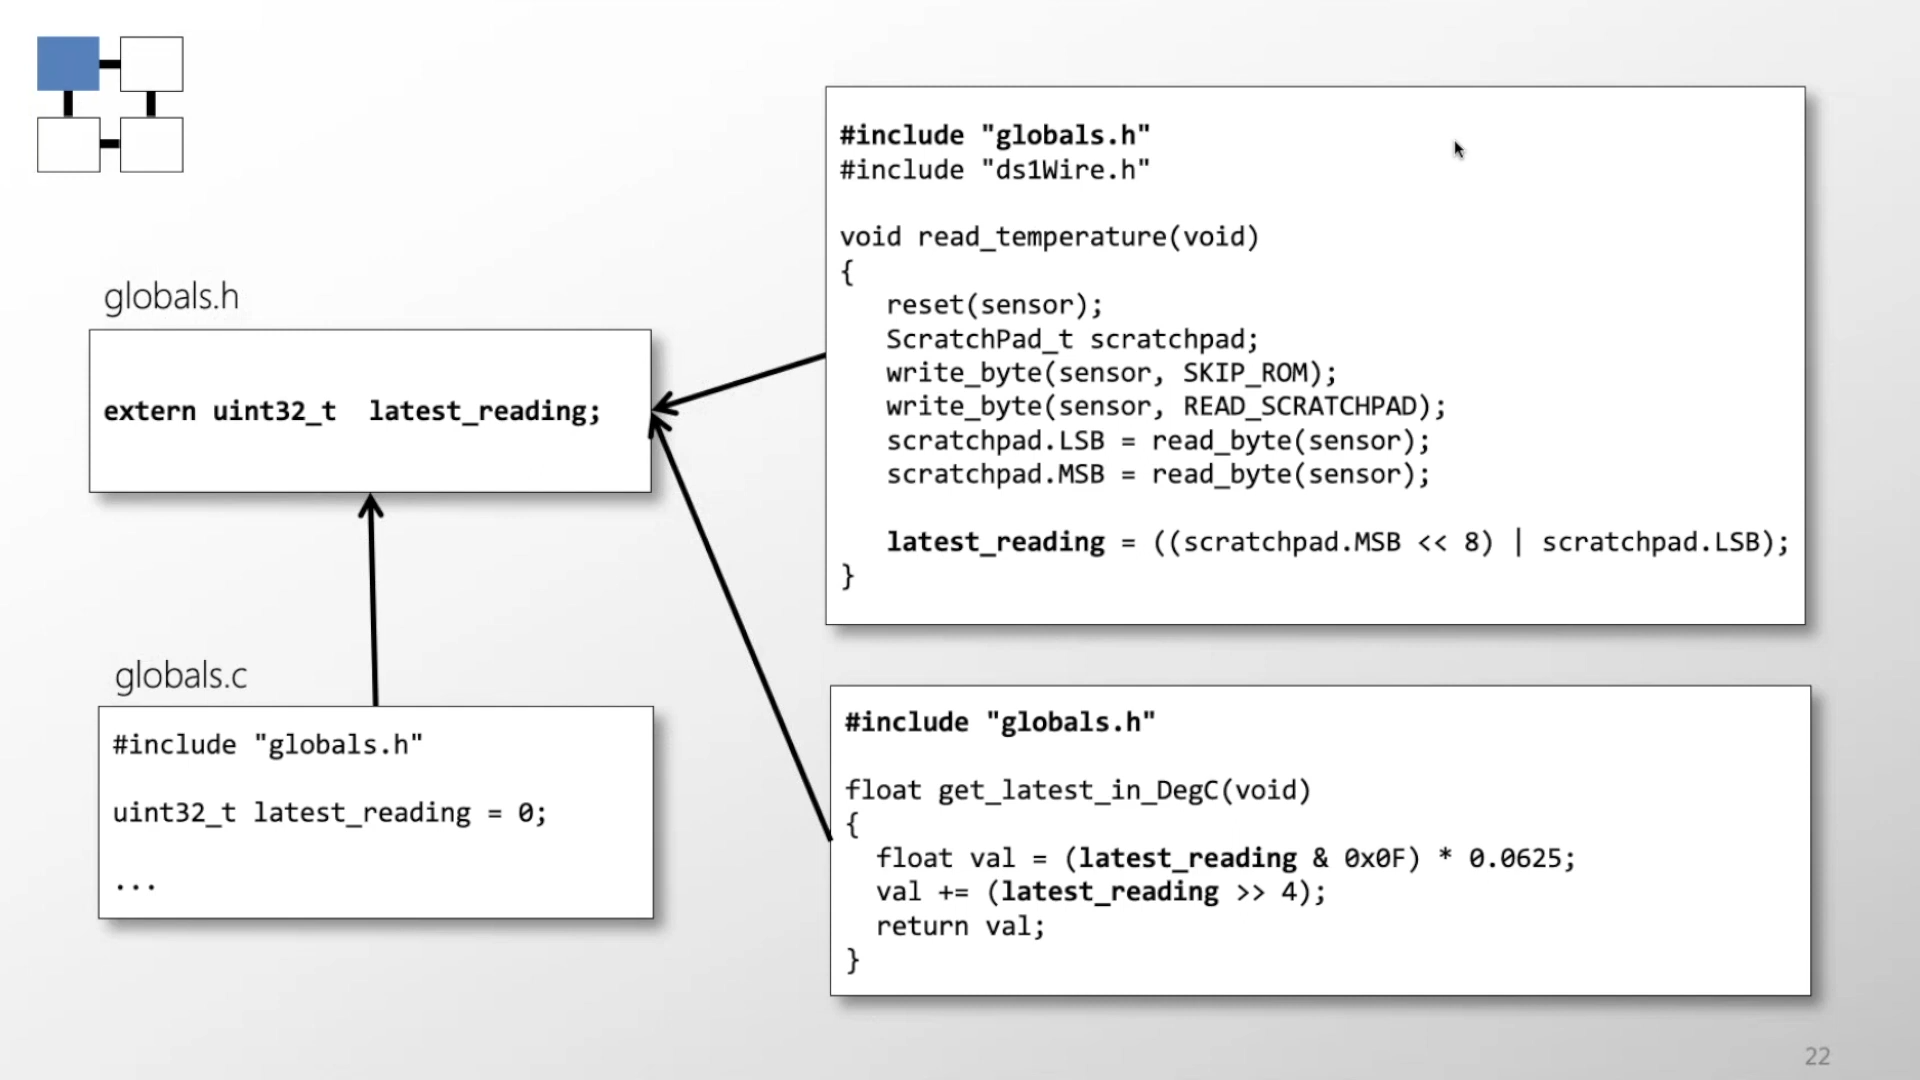 globals.h
extern uint32_t  latest_reading;
globals.c
#include "globals.h"
uint32_t latest_reading = 0;
...
#include "globals.h"
#include "ds1Wire.h"
void read_temperature(void)
{
   reset(sensor);
   ScratchPad_t scratchpad;
   write_byte(sensor, SKIP_ROM);
   write_byte(sensor, READ_SCRATCHPAD);
   scratchpad.LSB = read_byte(sensor);
   scratchpad.MSB = read_byte(sensor);
   latest_reading = ((scratchpad.MSB << 8) | scratchpad.LSB);
}
#include "globals.h"
float get_latest_in_DegC(void)
{
  float val = (latest_reading & 0x0F) * 0.0625;
  val += (latest_reading >> 4);
  return val;
}
22